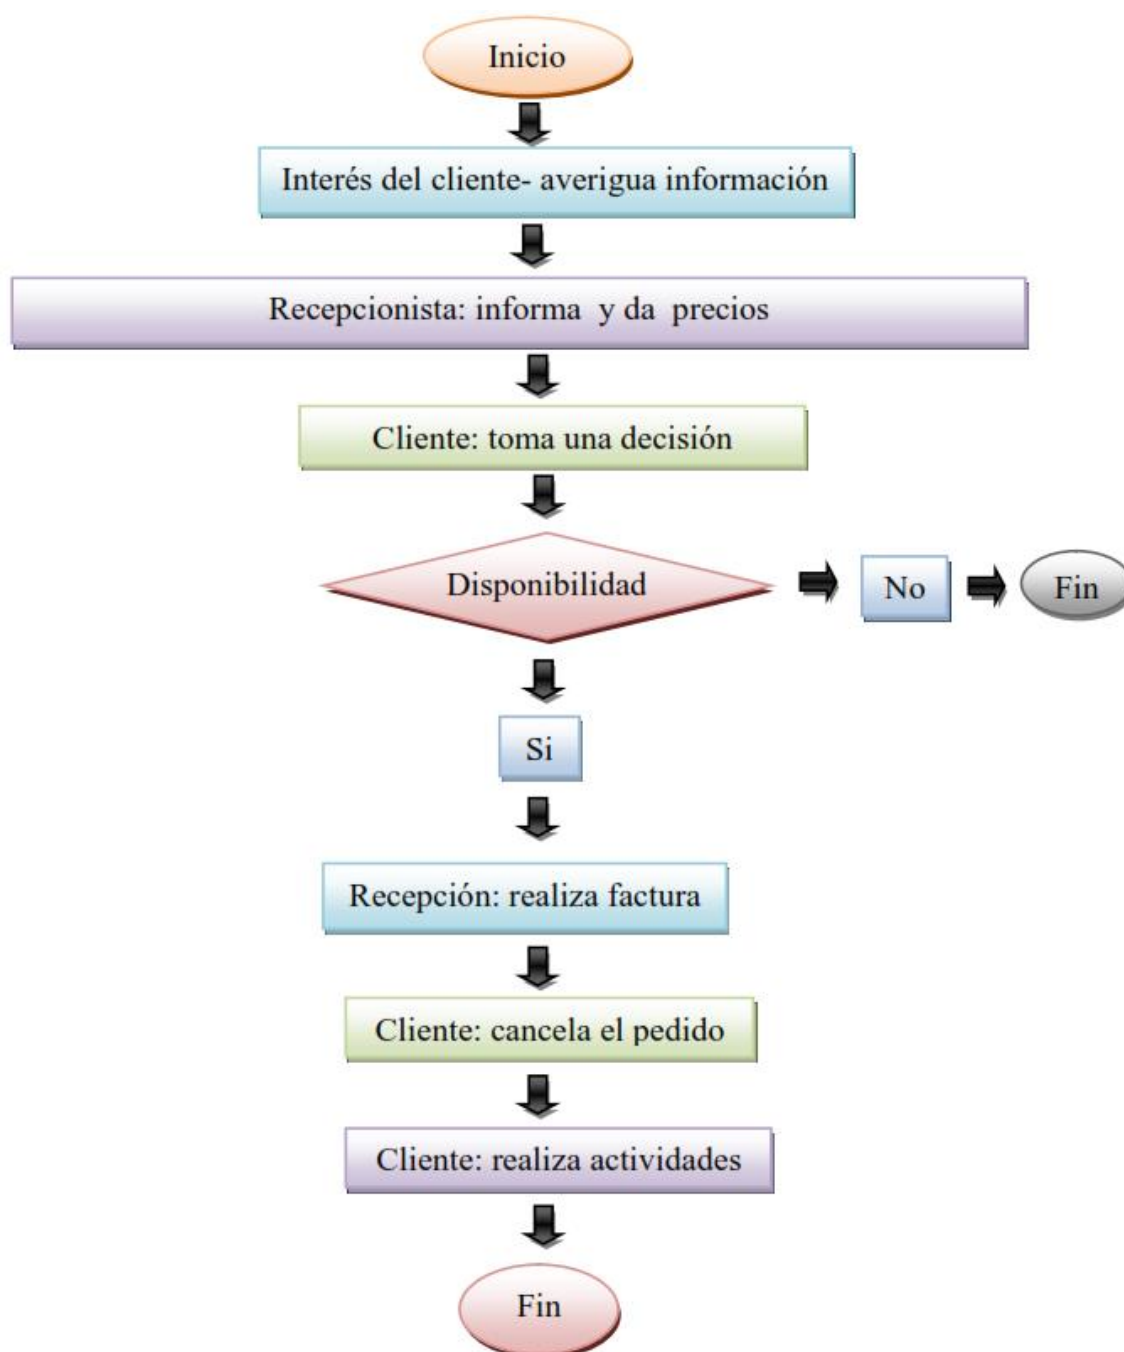 Inicio
Interés del cliente- averigua información
Recepcionista: informa y da precios
Cliente: toma una decisión
Disponibilidad
No
Fin
Si
Recepción: realiza factura
Cliente: cancela el pedido
Cliente: realiza actividades
Fin